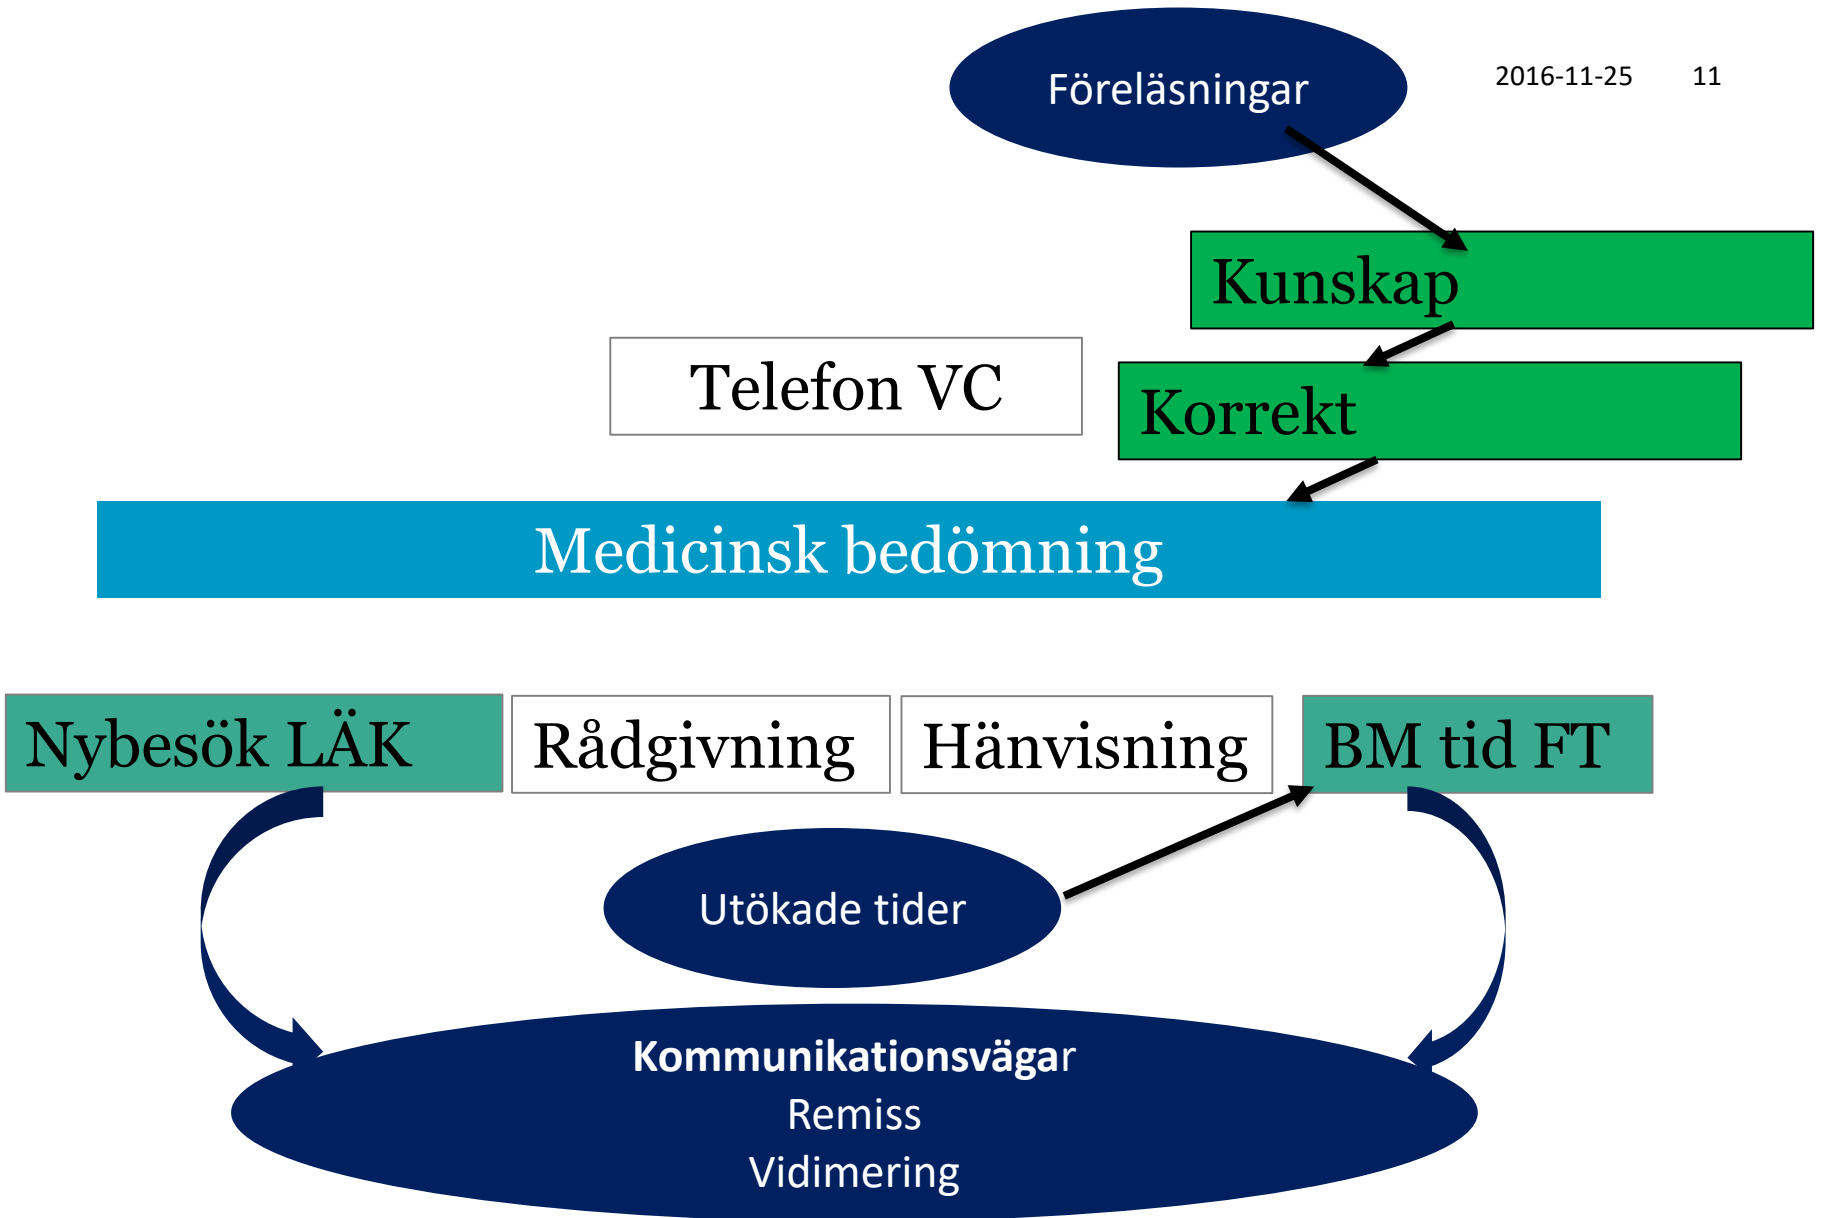 Föreläsningar
2016-11-25 11
Kunskap
Telefon VC
Korrekt
Medicinsk bedömning
Nybesök LÄK
Rådgivning
Hänvisning
BM tid FT
Utökade tider
Kommunikationsvägar
Remiss
Vidimering